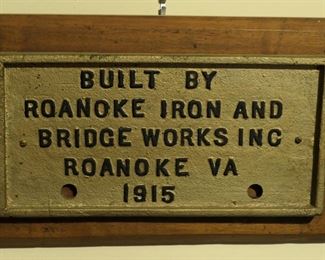 BUILT BY
ROANOKE IRON AND
BRIDGE WORKS INC
ROANOKE VA
1915